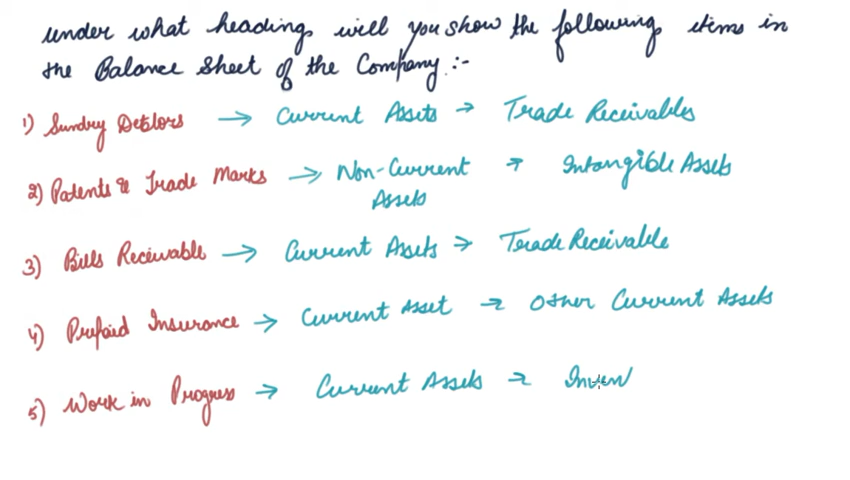 under what heading will you show the following items in
the Balance Sheet of the Company :-
1) Sundry Debtors → Current Assets → Trade Receivables
2) Patents & Trade Marks → Non-Current Assets → Intangible Assets
3) Bills Receivable → Current Assets → Trade Receivable
4) Prepaid Insurance → Current Asset → Other Current Assets
5) Work in Progress → Current Assets → Inven